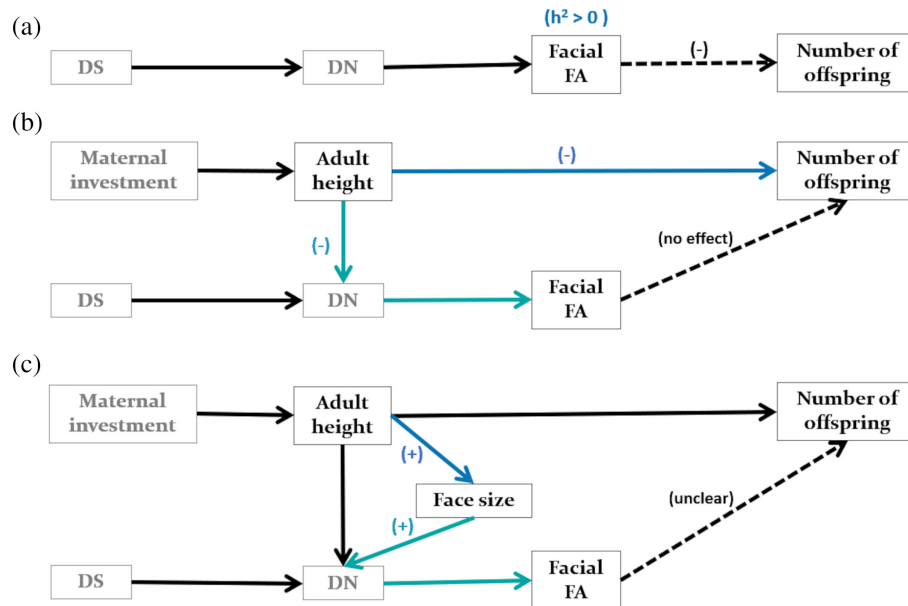 (a)
(h² > 0 )
DS
DN
Facial
FA
(-)
Number of
offspring
(b)
Maternal
investment
Adult
height
(-)
Number of
offspring
(-)
(no effect)
DS
DN
Facial
FA
(c)
Maternal
investment
Adult
height
Number of
offspring
(+)
Face size
(unclear)
(+)
DS
DN
Facial
FA